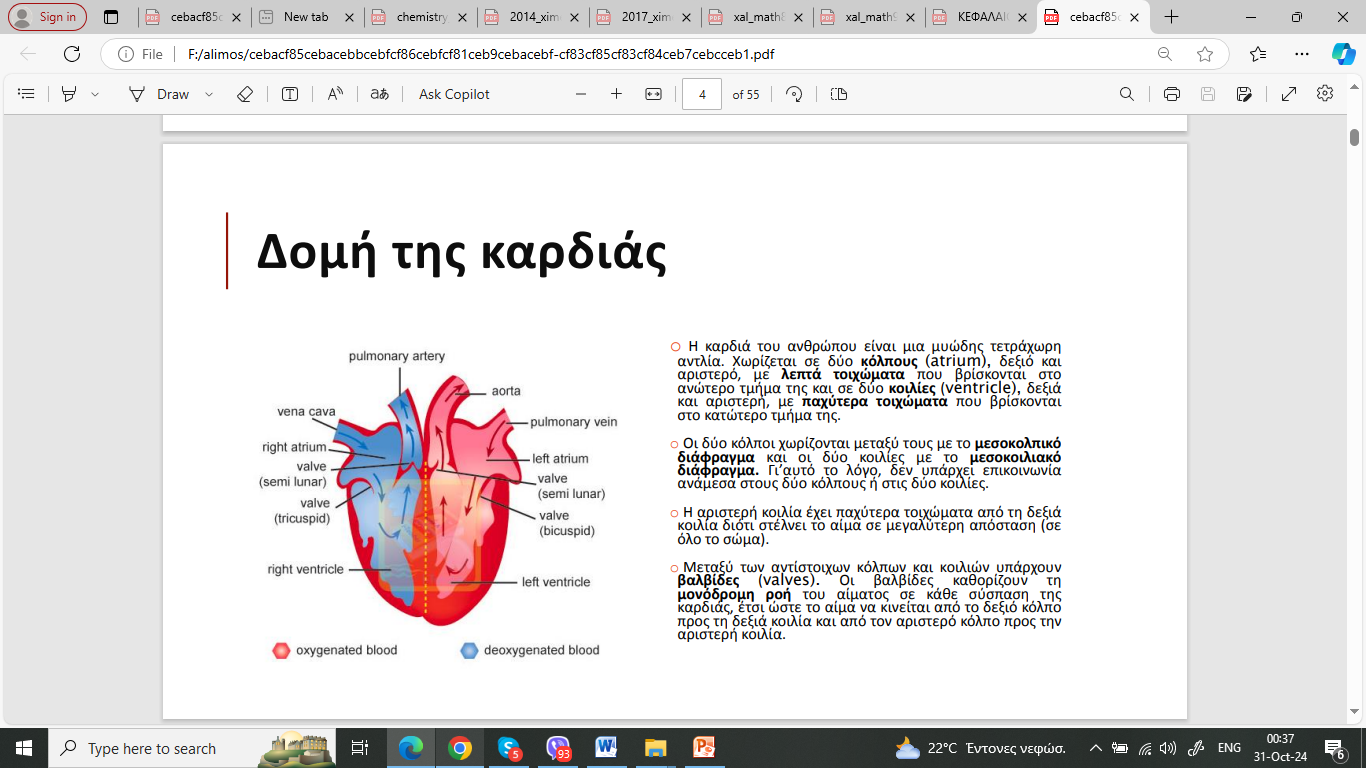 Sign in
cebacf85c
New tab
chemistry
2014_xim
2017_xim
xal_math8
xal_math9
ΚΕΦΑΛΑΙΟ
cebacf85c
File
F:/alimos/cebacf85cebacebbcebfcf86cebfcf81ceb9cebacebf-cf83cf85cf83cf84ceb7cebcceb1.pdf
Draw
Ask Copilot
4 of 55
Δομή της καρδιάς
pulmonary artery
aorta
vena cava
pulmonary vein
right atrium
left atrium
valve
(semi lunar)
valve
(semi lunar)
valve
(tricuspid)
valve
(bicuspid)
right ventricle
left ventricle
oxygenated blood
deoxygenated blood
Η καρδιά του ανθρώπου είναι μια μυώδης τετράχωρη
αντλία. Χωρίζεται σε δύο κόλπους (atrium), δεξιό και
αριστερό, με λεπτά τοιχώματα που βρίσκονται στο
ανώτερο τμήμα της και σε δύο κοιλίες (ventricle), δεξιά
και αριστερή, με παχύτερα τοιχώματα που βρίσκονται
στο κατώτερο τμήμα της.
Οι δύο κόλποι χωρίζονται μεταξύ τους με το μεσοκολπικό
διάφραγμα και οι δύο κοιλίες με το μεσοκοιλιακό
διάφραγμα. Γι’αυτό το λόγο, δεν υπάρχει επικοινωνία
ανάμεσα στους δύο κόλπους ή στις δύο κοιλίες.
Η αριστερή κοιλία έχει παχύτερα τοιχώματα από τη δεξιά
κοιλία διότι στέλνει το αίμα σε μεγαλύτερη απόσταση (σε
όλο το σώμα).
Μεταξύ των αντίστοιχων κόλπων και κοιλιών υπάρχουν
βαλβίδες (valves). Οι βαλβίδες καθορίζουν τη
μονόδρομη ροή του αίματος σε κάθε σύσπαση της
καρδιάς, έτσι ώστε το αίμα να κινείται από το δεξιό κόλπο
προς τη δεξιά κοιλία και από τον αριστερό κόλπο προς την
αριστερή κοιλία.
Type here to search
5
93
22°C Έντονες νεφώσ.
ENG
00:37
31-Oct-24
6